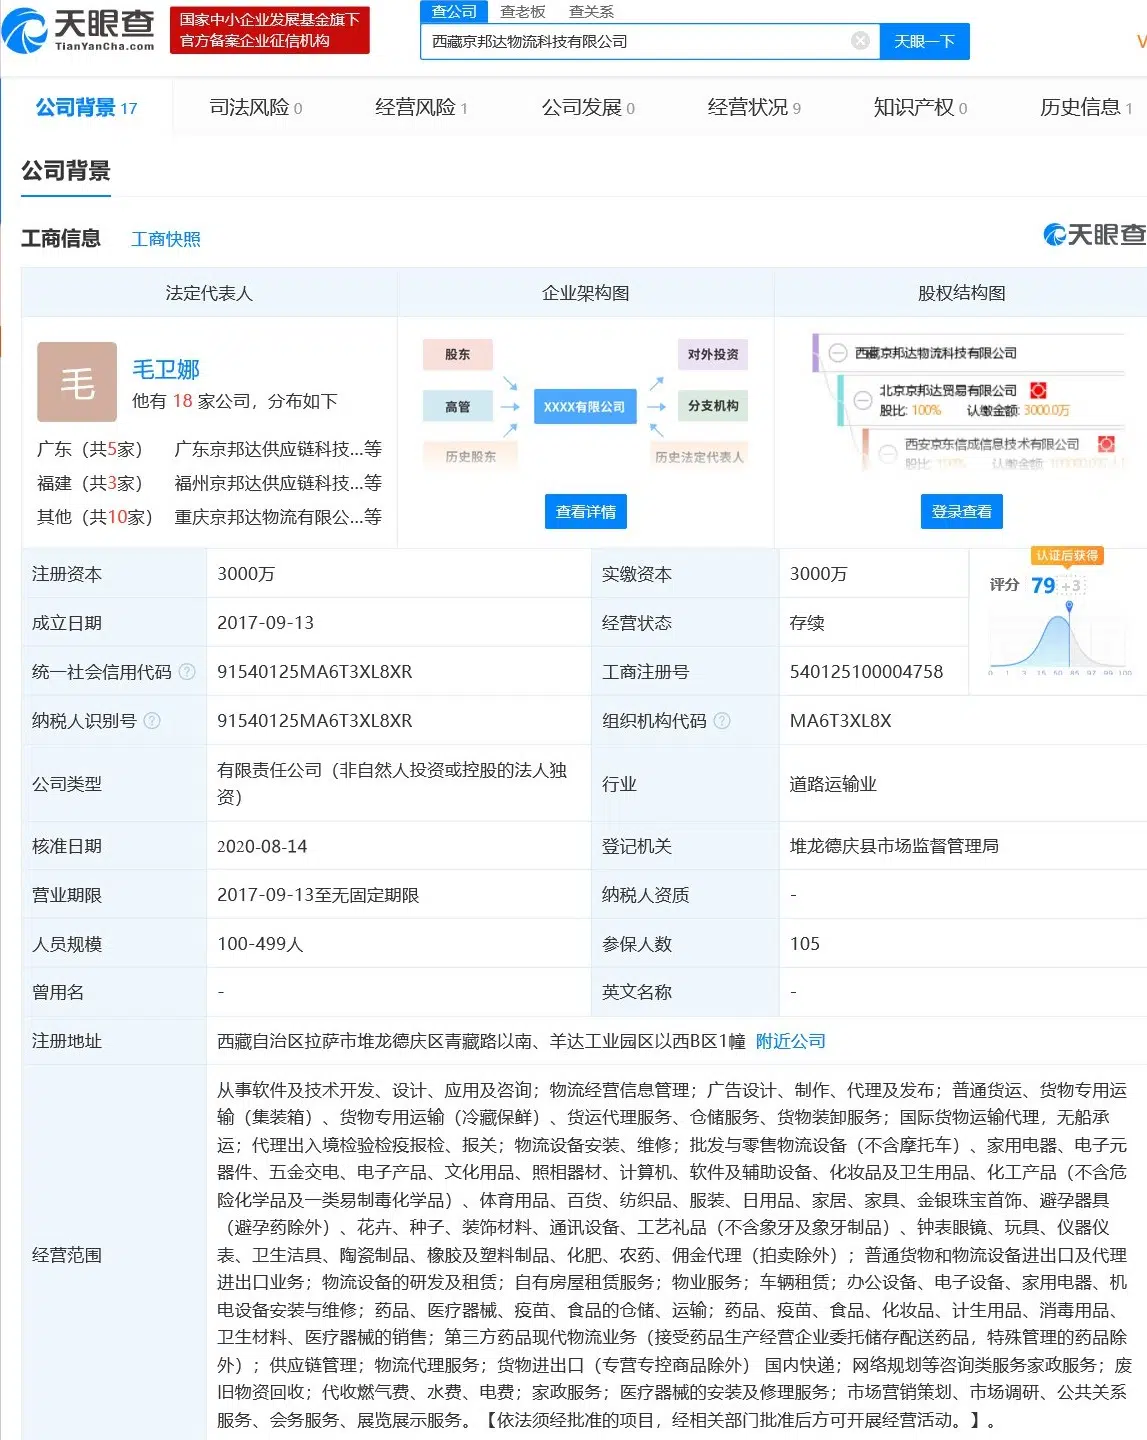 天眼查
TianYanCha.com
国家中小企业发展基金旗下
官方备案企业征信机构
查公司 查老板 查关系
西藏京邦达物流科技有限公司
天眼一下
公司背景 17 司法风险 0 经营风险 1 公司发展 0 经营状况 9 知识产权 0 历史信息 1
公司背景
工商信息 工商快照
天眼查
法定代表人 企业架构图 股权结构图
毛
毛卫娜
他有 18 家公司，分布如下
广东（共5家） 广东京邦达供应链科技...等
福建（共3家） 福州京邦达供应链科技...等
其他（共10家） 重庆京邦达物流有限公...等
股东
高管
历史股东
XXXX有限公司
对外投资
分支机构
历史法定代表人
查看详情
西藏京邦达物流科技有限公司
北京京邦达贸易有限公司
股比: 100% 认缴金额: 3000.0万
西安京东信成信息技术有限公司
登录查看
注册资本 3000万 实缴资本 3000万
认证后获得
评分 79 +3
成立日期 2017-09-13 经营状态 存续
统一社会信用代码 91540125MA6T3XL8XR 工商注册号 540125100004758
纳税人识别号 91540125MA6T3XL8XR 组织机构代码 MA6T3XL8X
公司类型 有限责任公司（非自然人投资或控股的法人独
资） 行业 道路运输业
核准日期 2020-08-14 登记机关 堆龙德庆县市场监督管理局
营业期限 2017-09-13至无固定期限 纳税人资质 -
人员规模 100-499人 参保人数 105
曾用名 - 英文名称 -
注册地址 西藏自治区拉萨市堆龙德庆区青藏路以南、羊达工业园区以西B区1幢 附近公司
经营范围
从事软件及技术开发、设计、应用及咨询；物流经营信息管理；广告设计、制作、代理及发布；普通货运、货物专用运
输（集装箱）、货物专用运输（冷藏保鲜）、货运代理服务、仓储服务、货物装卸服务；国际货物运输代理，无船承
运；代理出入境检验检疫报检、报关；物流设备安装、维修；批发与零售物流设备（不含摩托车）、家用电器、电子元
器件、五金交电、电子产品、文化用品、照相器材、计算机、软件及辅助设备、化妆品及卫生用品、化工产品（不含危
险化学品及一类易制毒化学品）、体育用品、百货、纺织品、服装、日用品、家居、家具、金银珠宝首饰、避孕器具
（避孕药除外）、花卉、种子、装饰材料、通讯设备、工艺礼品（不含象牙及象牙制品）、钟表眼镜、玩具、仪器仪
表、卫生洁具、陶瓷制品、橡胶及塑料制品、化肥、农药、佣金代理（拍卖除外）；普通货物和物流设备进出口及代理
进出口业务；物流设备的研发及租赁；自有房屋租赁服务；物业服务；车辆租赁；办公设备、电子设备、家用电器、机
电设备安装与维修；药品、医疗器械、疫苗、食品的仓储、运输；药品、疫苗、食品、化妆品、计生用品、消毒用品、
卫生材料、医疗器械的销售；第三方药品现代物流业务（接受药品生产经营企业委托储存配送药品，特殊管理的药品除
外）；供应链管理；物流代理服务；货物进出口（专营专控商品除外） 国内快递；网络规划等咨询类服务家政服务；废
旧物资回收；代收燃气费、水费、电费；家政服务；医疗器械的安装及修理服务；市场营销策划、市场调研、公共关系
服务、会务服务、展览展示服务。【依法须经批准的项目，经相关部门批准后方可开展经营活动。】。